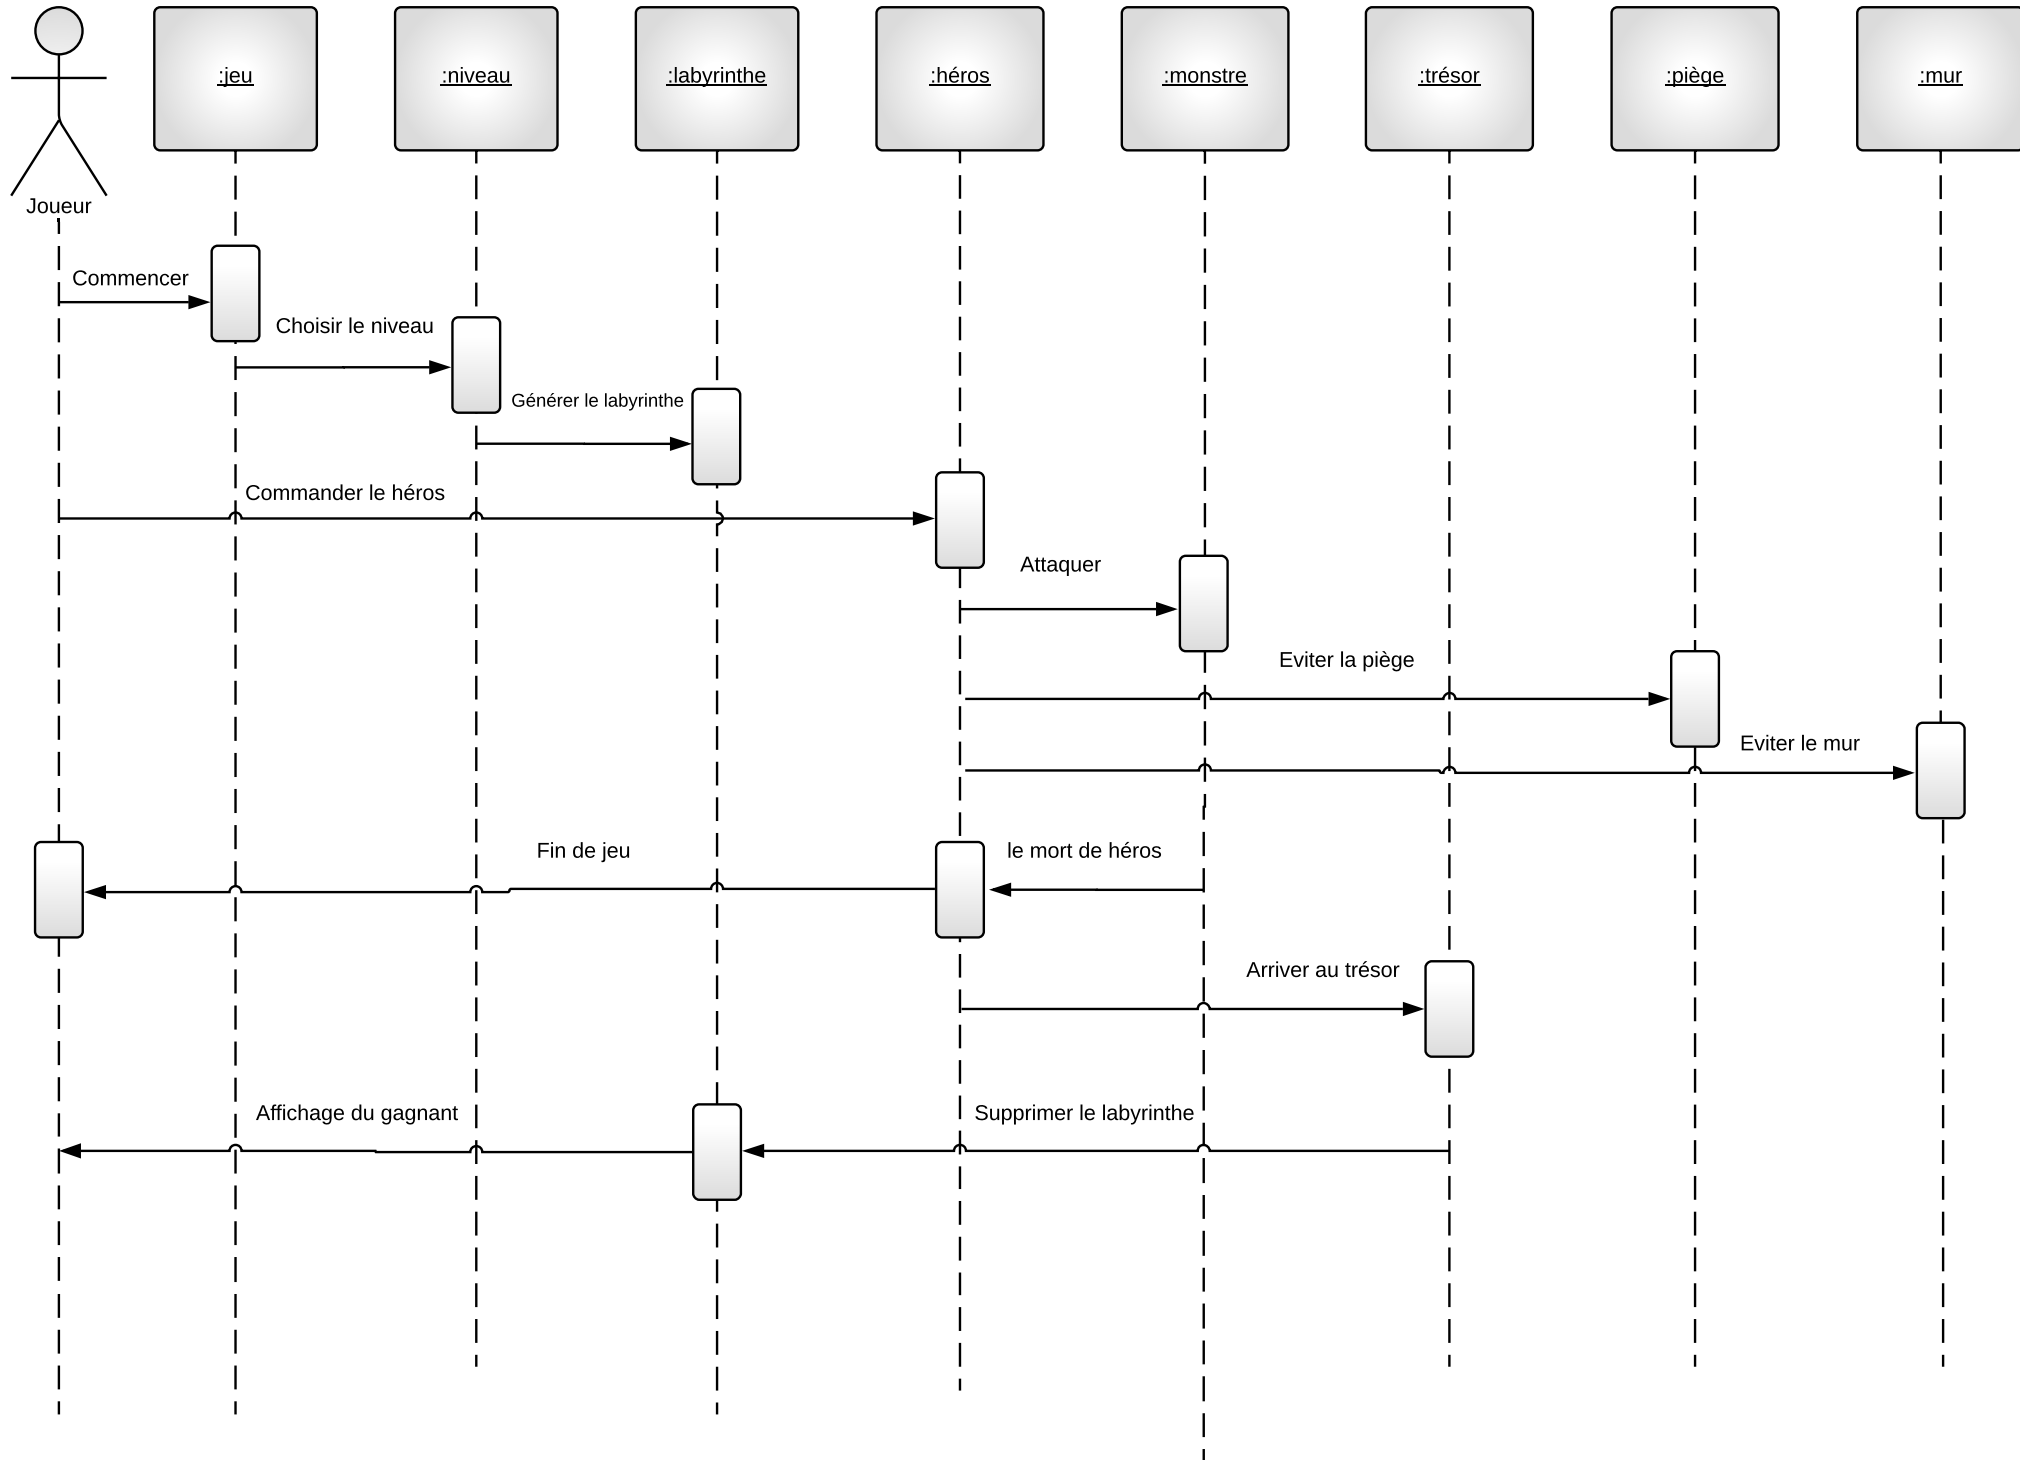 :jeu
:niveau
:labyrinthe
:héros
:monstre
:trésor
:piège
:mur
Joueur
Commencer
Choisir le niveau
Générer le labyrinthe
Commander le héros
Attaquer
Eviter la piège
Eviter le mur
Fin de jeu
le mort de héros
Arriver au trésor
Affichage du gagnant
Supprimer le labyrinthe